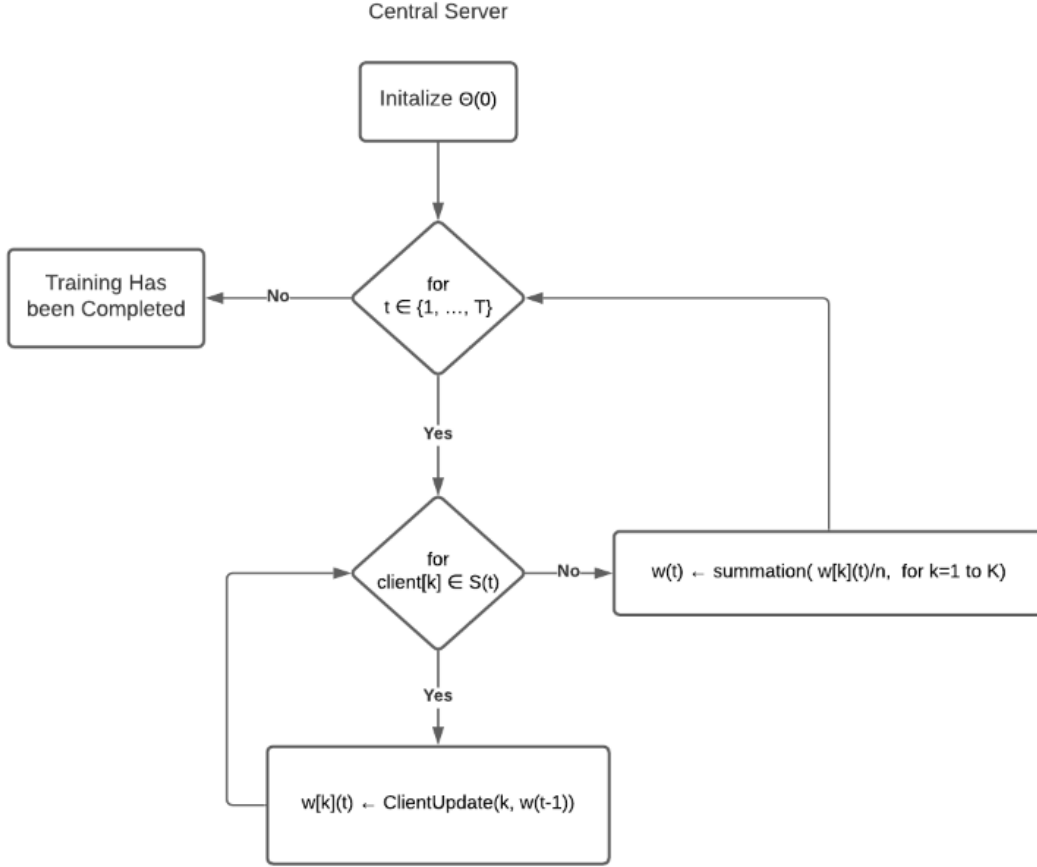 Central Server
Initalize Θ(0)
for
t ∈ {1, ..., T}
No
Training Has
been Completed
Yes
for
client[k] ∈ S(t)
No
w(t) ← summation( w[k](t)/n,  for k=1 to K)
Yes
w[k](t) ← ClientUpdate(k, w(t-1))